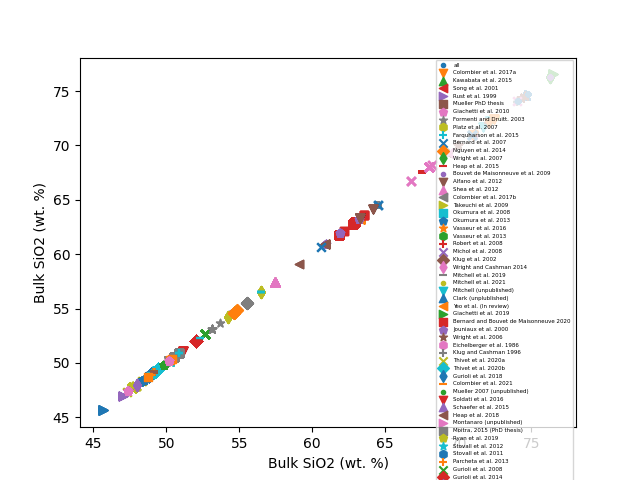 75
70
65
60
55
50
45
45
50
55
60
65
75
Bulk SiO2 (wt. %)
Bulk SiO2 (wt. %)
all
Colombier et al. 2017a
Kawabata et al. 2015
Song et al. 2001
Rust et al. 1999
Mueller PhD thesis
Giachetti et al. 2010
Formenti and Druitt. 2003
Platz et al. 2007
Farquharson et al. 2015
Bernard et al. 2007
Nguyen et al. 2014
Wright et al. 2007
Heap et al. 2015
Bouvet de Maisonneuve et al. 2009
Alfano et al. 2012
Shea et al. 2012
Colombier et al. 2017b
Takeuchi et al. 2009
Okumura et al. 2008
Okumura et al. 2013
Vasseur et al. 2016
Vasseur et al. 2013
Robert et al. 2008
Michol et al. 2008
Klug et al. 2002
Wright and Cashman 2014
Mitchell et al. 2019
Mitchell et al. 2021
Mitchell (unpublished)
Clark (unplublished)
Yeo et al. (In review)
Giachetti et al. 2019
Bernard and Bouvet de Maisonneuve 2020
Jouniaux et al. 2000
Wright et al. 2006
Eichelberger et al. 1986
Klug and Cashman 1996
Thivet et al. 2020a
Thivet et al. 2020b
Gurioli et al. 2018
Colombier et al. 2021
Mueller 2007 (unpublished)
Soldati et al. 2016
Schaefer et al. 2015
Heap et al. 2018
Montanaro (unpublished)
Moitra, 2015 (PhD thesis)
Ryan et al. 2019
Stovall et al. 2012
Stovall et al. 2011
Parcheta et al. 2013
Gurioli et al. 2008
Gurioli et al. 2014